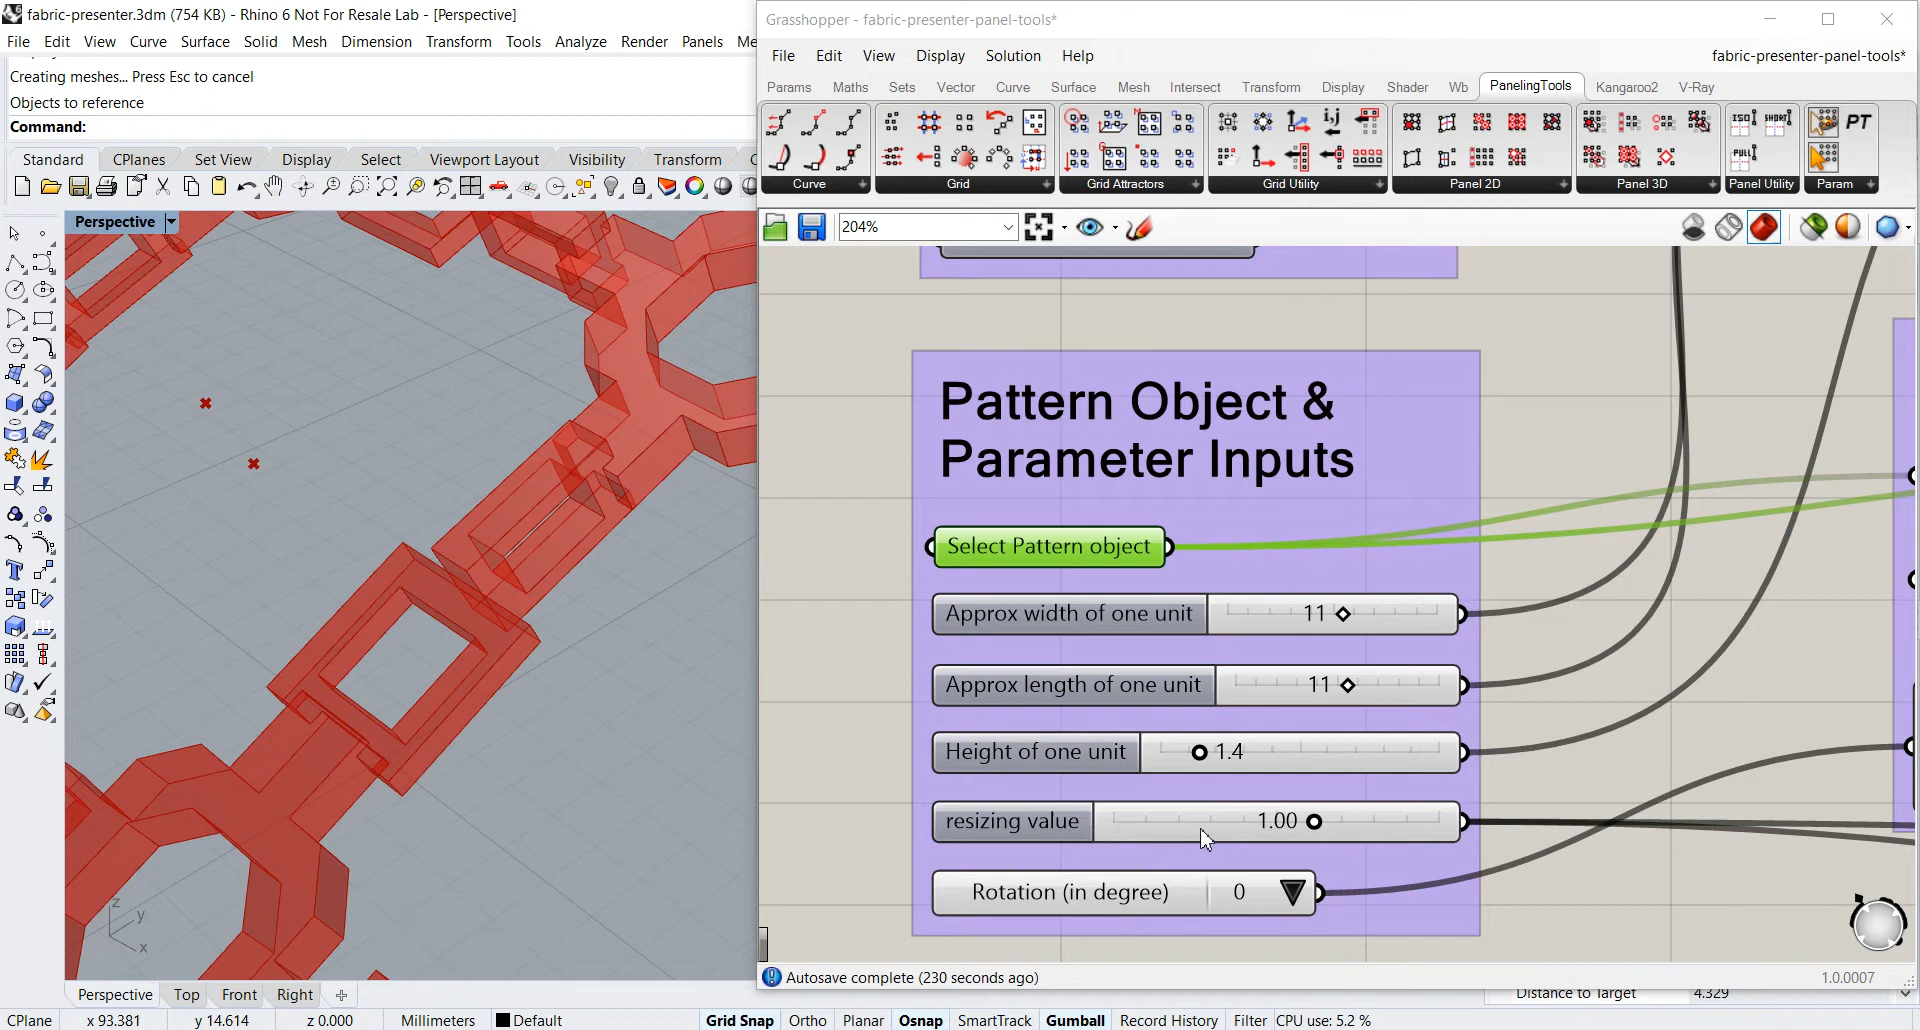 fabric-presenter.3dm (754 KB) - Rhino 6 Not For Resale Lab - [Perspective]
File Edit View Curve Surface Solid Mesh Dimension Transform Tools Analyze Render Panels Me
Creating meshes... Press Esc to cancel
Objects to reference
Command:
Standard CPlanes Set View Display Select Viewport Layout Visibility Transform C
Perspective
z
y
x
Perspective Top Front Right
CPlane x 93.381 y 14.614 z 0.000 Millimeters Default Grid Snap Ortho Planar Osnap SmartTrack Gumball Record History Filter CPU use: 5.2 %
Grasshopper - fabric-presenter-panel-tools*
File Edit View Display Solution Help fabric-presenter-panel-tools*
Params Maths Sets Vector Curve Surface Mesh Intersect Transform Display Shader Wb PanelingTools Kangaroo2 V-Ray
i,j ISO SHORT PT
PULL
Curve Grid Grid Attractors Grid Utility Panel 2D Panel 3D Panel Utility Param
204%
Pattern Object &
Parameter Inputs
Select Pattern object
Approx width of one unit 11
Approx length of one unit 11
Height of one unit 1.4
resizing value 1.00
Rotation (in degree) 0
Autosave complete (230 seconds ago) 1.0.0007
Distance to Target 4.329